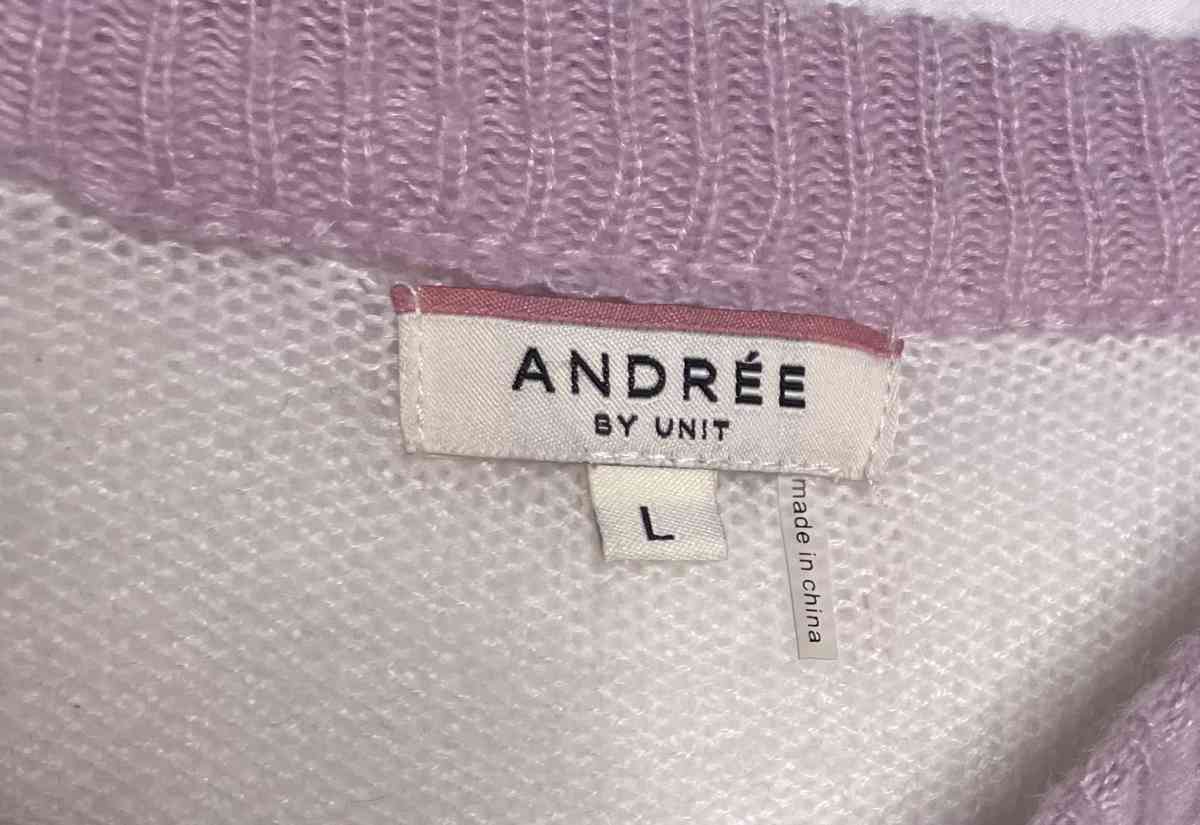 ANDRÉE
BY UNIT
L
made in china